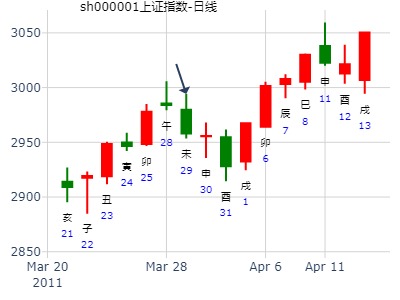 sh000001上证指数-日线
3050
3000
2950
2900
2850
亥
21
子
22
丑
23
寅
24
卯
25
午
28
未
29
申
30
酉
31
戌
1
卯
6
辰
7
巳
8
申
11
酉
12
戌
13
Mar 20
2011
Mar 28
Apr 6
Apr 11